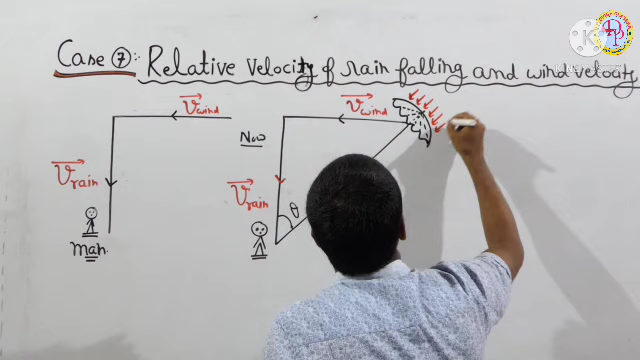 Case ⑦:- Relative velocity of rain falling and wind velocity
V wind
V wind
Now
V rain
V rain
θ
man.
K